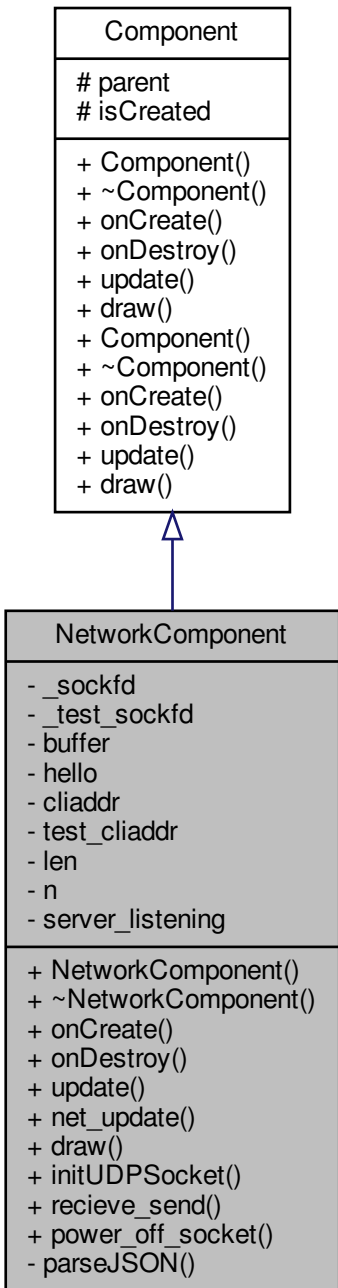 Component
# parent
# isCreated
+ Component()
+ ~Component()
+ onCreate()
+ onDestroy()
+ update()
+ draw()
+ Component()
+ ~Component()
+ onCreate()
+ onDestroy()
+ update()
+ draw()
NetworkComponent
- _sockfd
- _test_sockfd
- buffer
- hello
- cliaddr
- test_cliaddr
- len
- n
- server_listening
+ NetworkComponent()
+ ~NetworkComponent()
+ onCreate()
+ onDestroy()
+ update()
+ net_update()
+ draw()
+ initUDPSocket()
+ recieve_send()
+ power_off_socket()
- parseJSON()